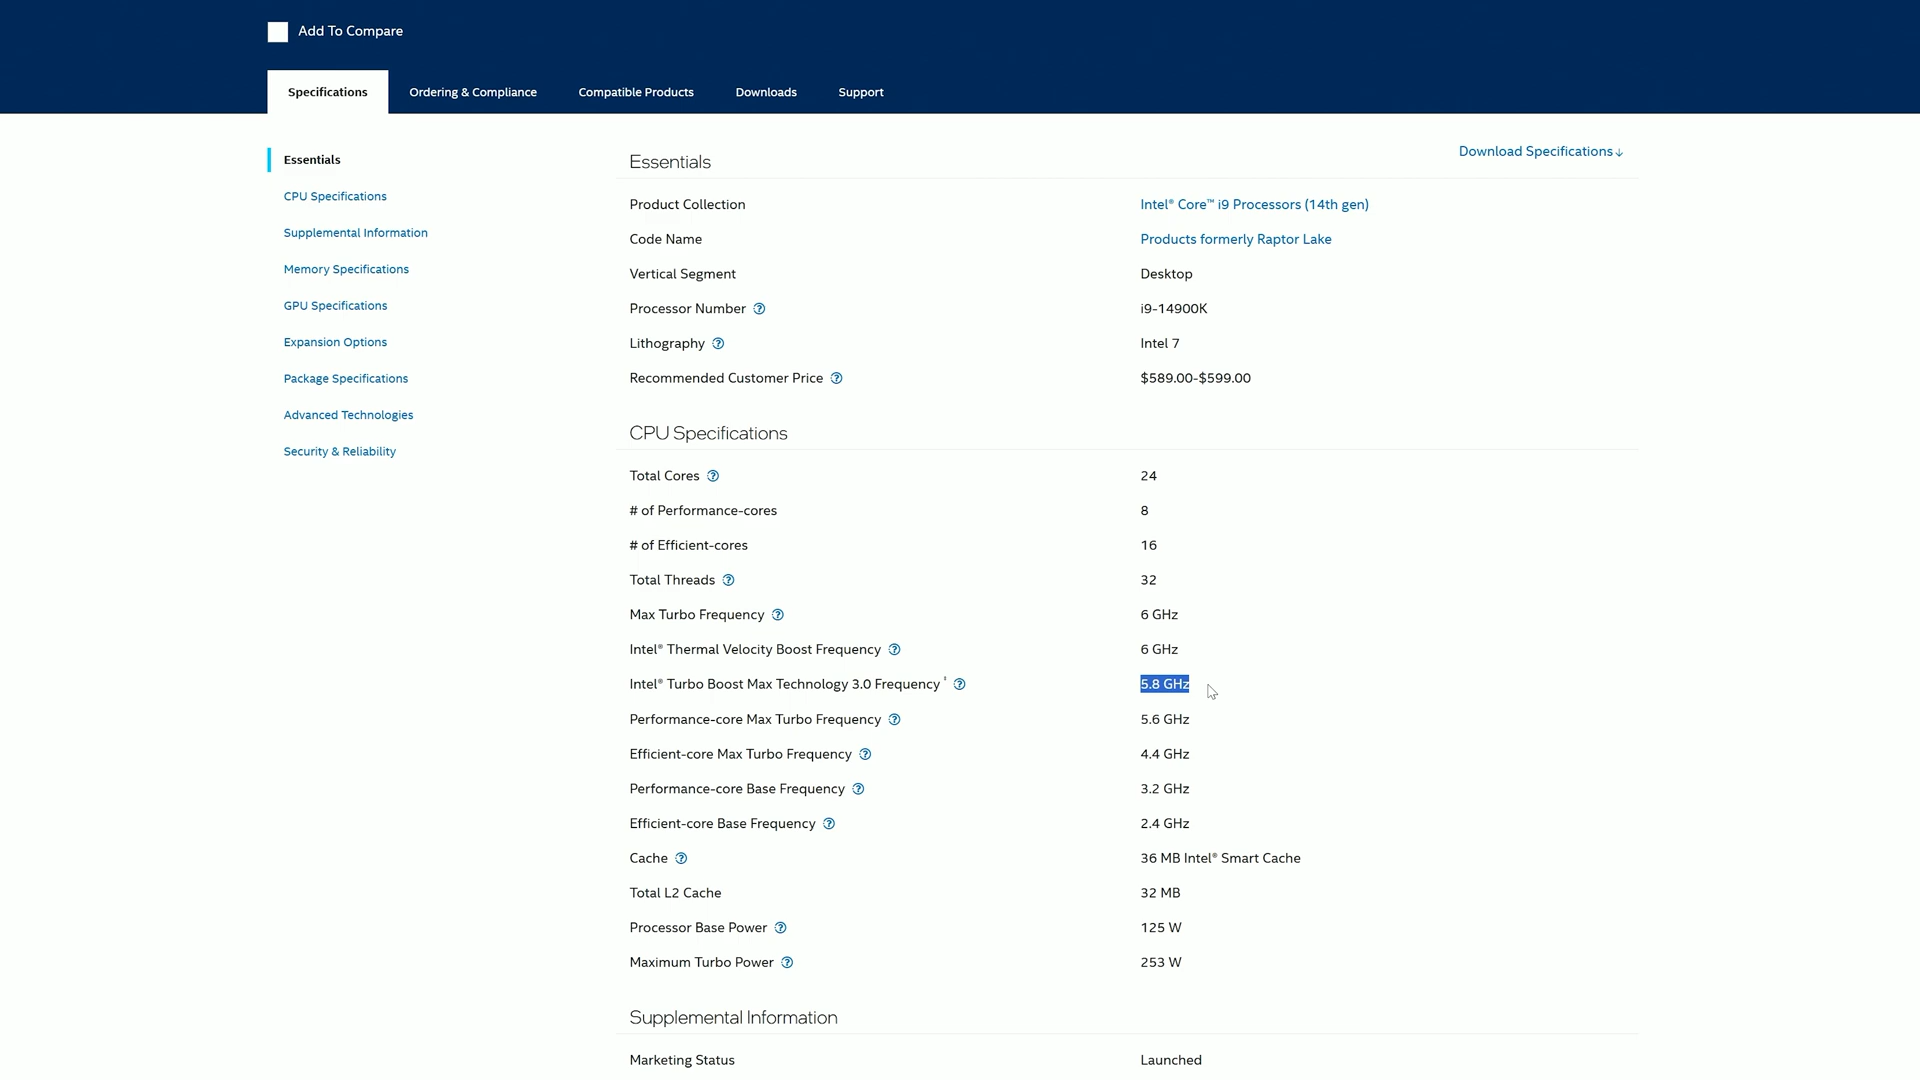 Add To Compare
Specifications Ordering & Compliance Compatible Products Downloads Support
Essentials
CPU Specifications
Supplemental Information
Memory Specifications
GPU Specifications
Expansion Options
Package Specifications
Advanced Technologies
Security & Reliability
Essentials
Download Specifications↓
Product Collection Intel® Core™ i9 Processors (14th gen)
Code Name Products formerly Raptor Lake
Vertical Segment Desktop
Processor Number ? i9-14900K
Lithography ? Intel 7
Recommended Customer Price ? $589.00-$599.00
CPU Specifications
Total Cores ? 24
# of Performance-cores 8
# of Efficient-cores 16
Total Threads ? 32
Max Turbo Frequency ? 6 GHz
Intel® Thermal Velocity Boost Frequency ? 6 GHz
Intel® Turbo Boost Max Technology 3.0 Frequency ? 5.8 GHz
Performance-core Max Turbo Frequency ? 5.6 GHz
Efficient-core Max Turbo Frequency ? 4.4 GHz
Performance-core Base Frequency ? 3.2 GHz
Efficient-core Base Frequency ? 2.4 GHz
Cache ? 36 MB Intel® Smart Cache
Total L2 Cache 32 MB
Processor Base Power ? 125 W
Maximum Turbo Power ? 253 W
Supplemental Information
Marketing Status Launched